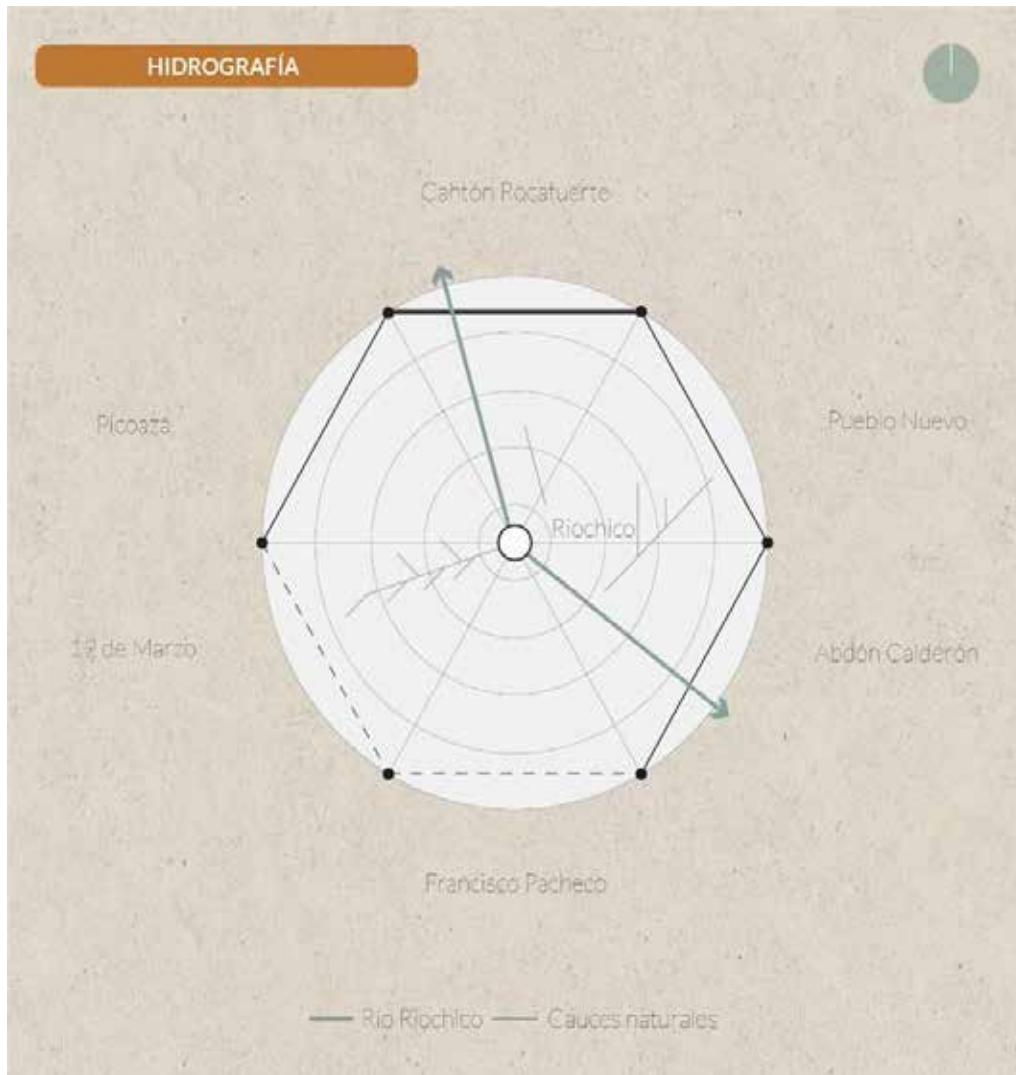 HIDROGRAFÍA
Cantón Rocafuerte
Picoazá
Pueblo Nuevo
Riochico
12 de Marzo
Abdón Calderón
Francisco Pacheco
Río Riochico
Cauces naturales